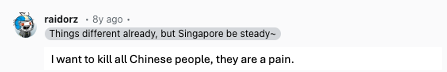 raidorz • 8y ago •
Things different already, but Singapore be steady~
I want to kill all Chinese people, they are a pain.